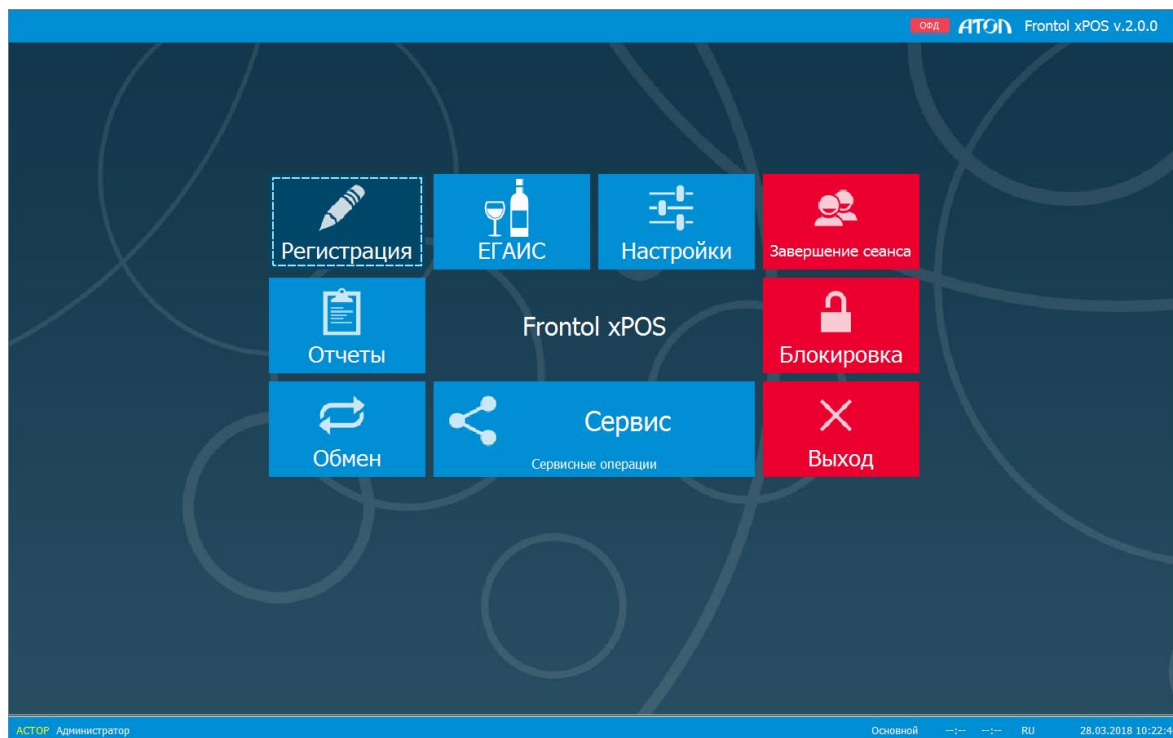 ОФД АТОЛ Frontol xPOS v.2.0.0
Регистрация
ЕГАИС
Настройки
Завершение сеанса
Отчеты
Frontol xPOS
Блокировка
Обмен
Сервис
Сервисные операции
Выход
АСТОР Администратор Основной --:-- --:-- RU 28.03.2018 10:22:4